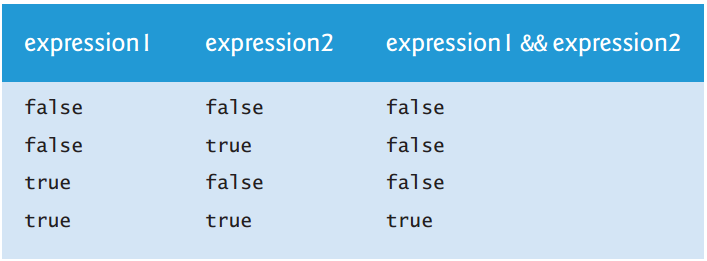 expression1 expression2 expression1 && expression2
false false false
false true false
true false false
true true true